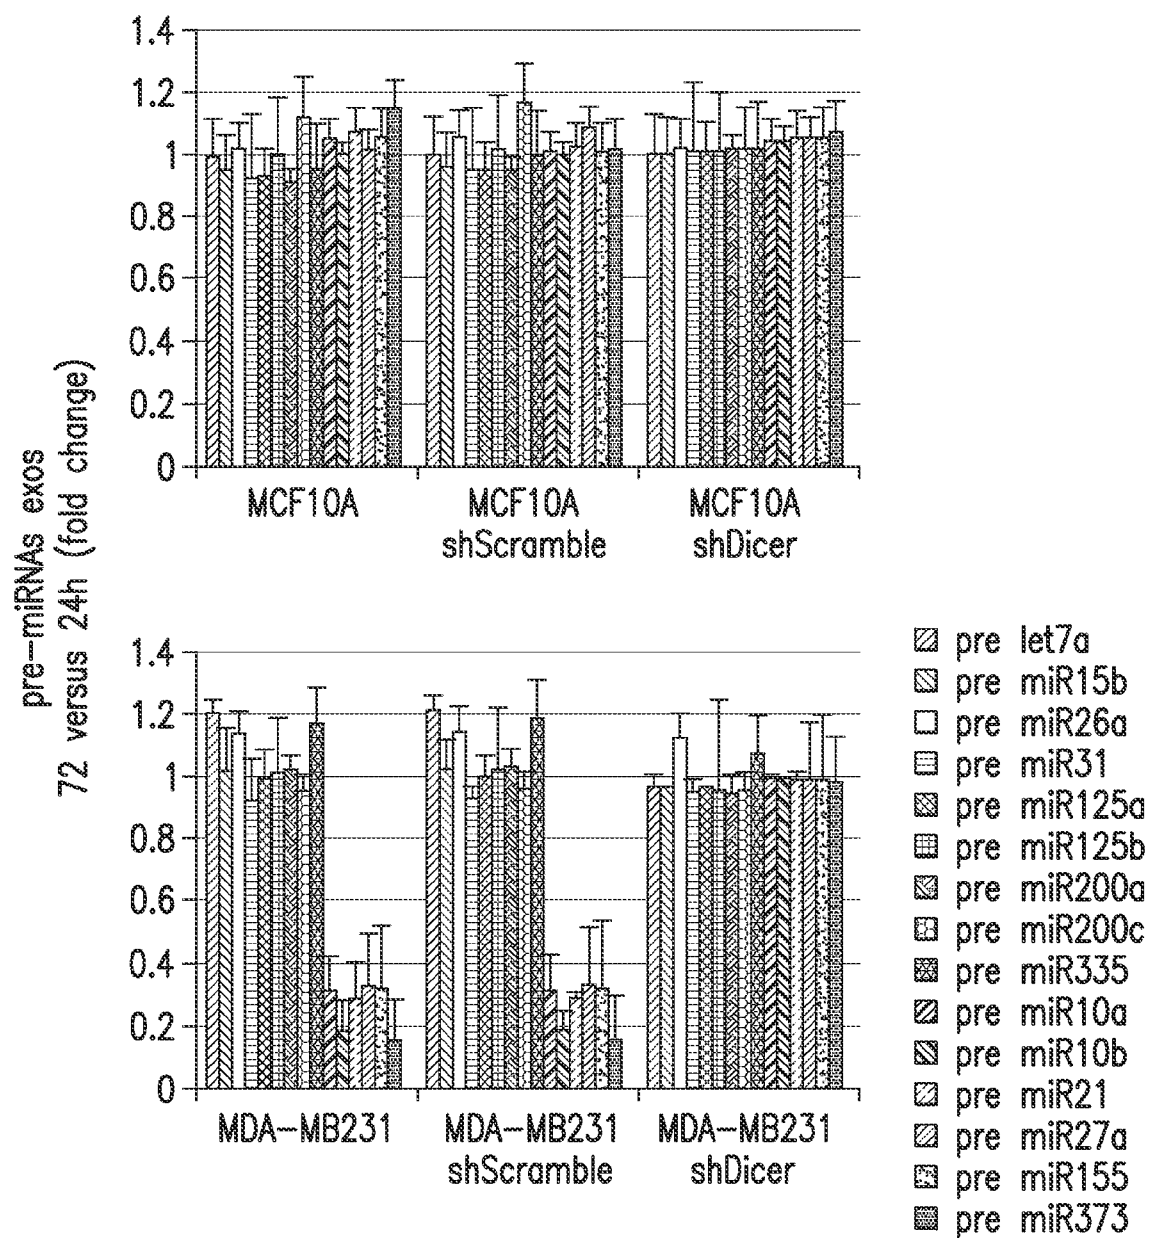 pre-miRNAs exos
72 versus 24h (fold change)
1.4
1.2
1
0.8
0.6
0.4
0.2
0
MCF10A
MCF10A
shScramble
MCF10A
shDicer
1.4
1.2
1
0.8
0.6
0.4
0.2
0
MDA-MB231
MDA-MB231
shScramble
MDA-MB231
shDicer
pre let7a
pre miR15b
pre miR26a
pre miR31
pre miR125a
pre miR125b
pre miR200a
pre miR200c
pre miR335
pre miR10a
pre miR10b
pre miR21
pre miR27a
pre miR155
pre miR373